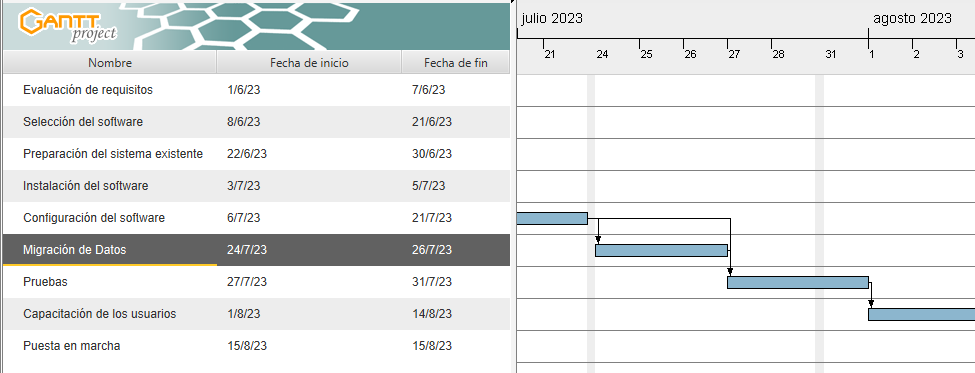 GANTT
project
julio 2023 agosto 2023
21 24 25 26 27 28 31 1 2 3
Nombre Fecha de inicio Fecha de fin
Evaluación de requisitos 1/6/23 7/6/23
Selección del software 8/6/23 21/6/23
Preparación del sistema existente 22/6/23 30/6/23
Instalación del software 3/7/23 5/7/23
Configuración del software 6/7/23 21/7/23
Migración de Datos 24/7/23 26/7/23
Pruebas 27/7/23 31/7/23
Capacitación de los usuarios 1/8/23 14/8/23
Puesta en marcha 15/8/23 15/8/23